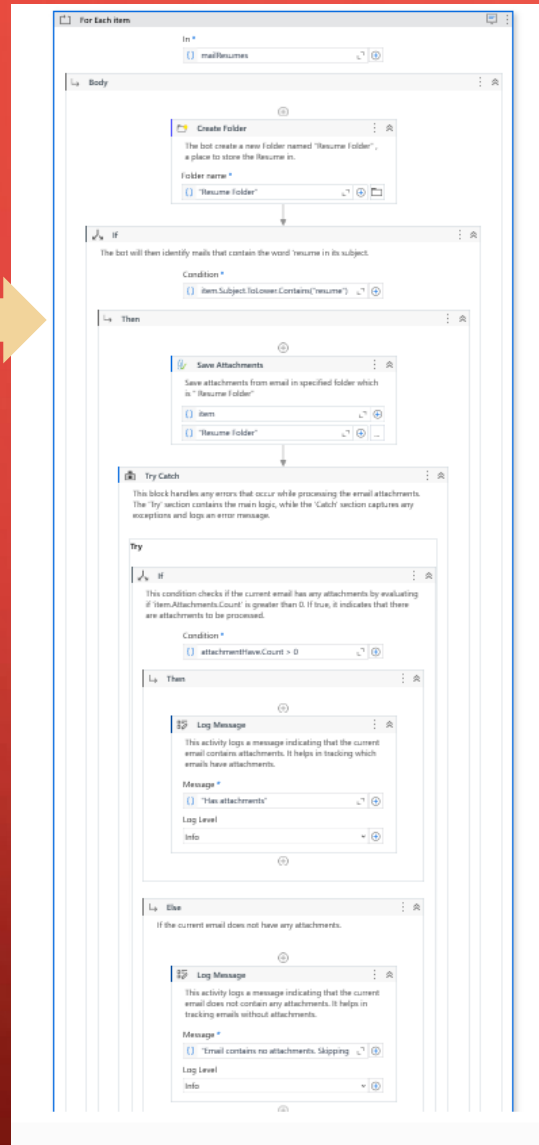 For Each item
In *
mailResumes
Body
Create Folder
The bot create a new Folder named "Resume Folder" ,
a place to store the Resume in.
Folder name *
"Resume Folder"
If
The bot will then identify mails that contain the word 'resume in its subject.
Condition *
item.Subject.ToLower.Contains("resume")
Then
Save Attachments
Save attachments from email in specified folder which
is " Resume Folder"
item
"Resume Folder"
Try Catch
This block handles any errors that occur while processing the email attachments.
The 'Try' section contains the main logic, while the 'Catch' section captures any
exceptions and logs an error message.
Try
If
This condition checks if the current email has any attachments by evaluating
if 'item.Attachments.Count' is greater than 0. If true, it indicates that there
are attachments to be processed.
Condition *
attachmentHave.Count > 0
Then
Log Message
This activity logs a message indicating that the current
email contains attachments. It helps in tracking which
emails have attachments.
Message *
"Has attachments"
Log Level
Info
Else
If the current email does not have any attachments.
Log Message
This activity logs a message indicating that the current
email does not contain any attachments. It helps in
tracking emails without attachments.
Message *
"Email contains no attachments. Skipping
Log Level
Info